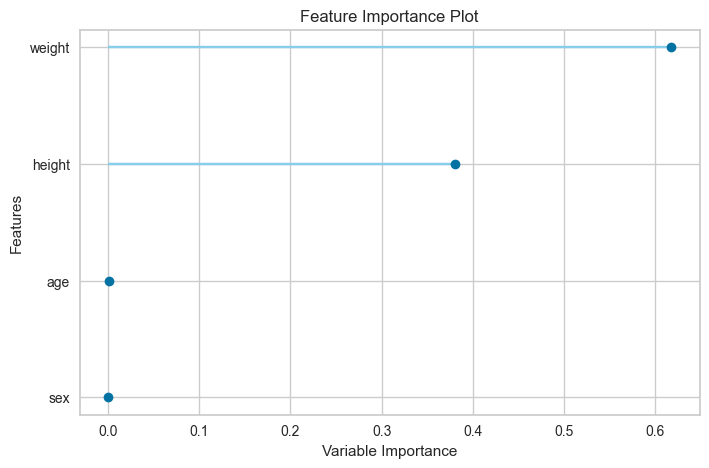 Feature Importance Plot
weight
height
age
sex
Features
0.0 0.1 0.2 0.3 0.4 0.5 0.6
Variable Importance